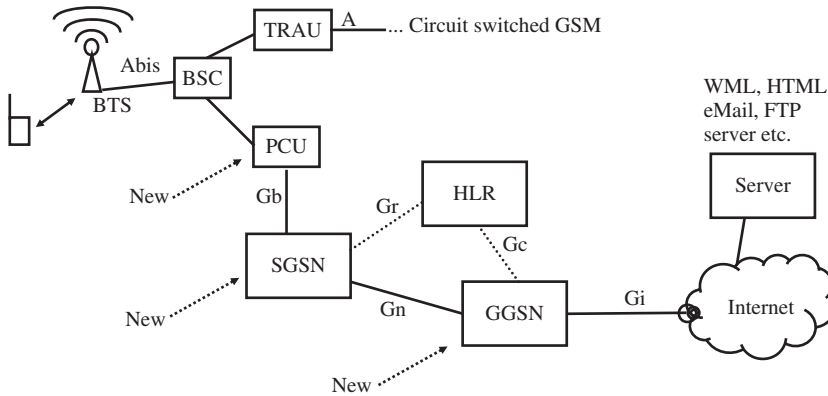 TRAU
A
... Circuit switched GSM
Abis
BSC
BTS
WML, HTML
eMail, FTP
server etc.
PCU
New
Gb
Gr
HLR
Server
SGSN
Gc
New
Gn
GGSN
Gi
Internet
New